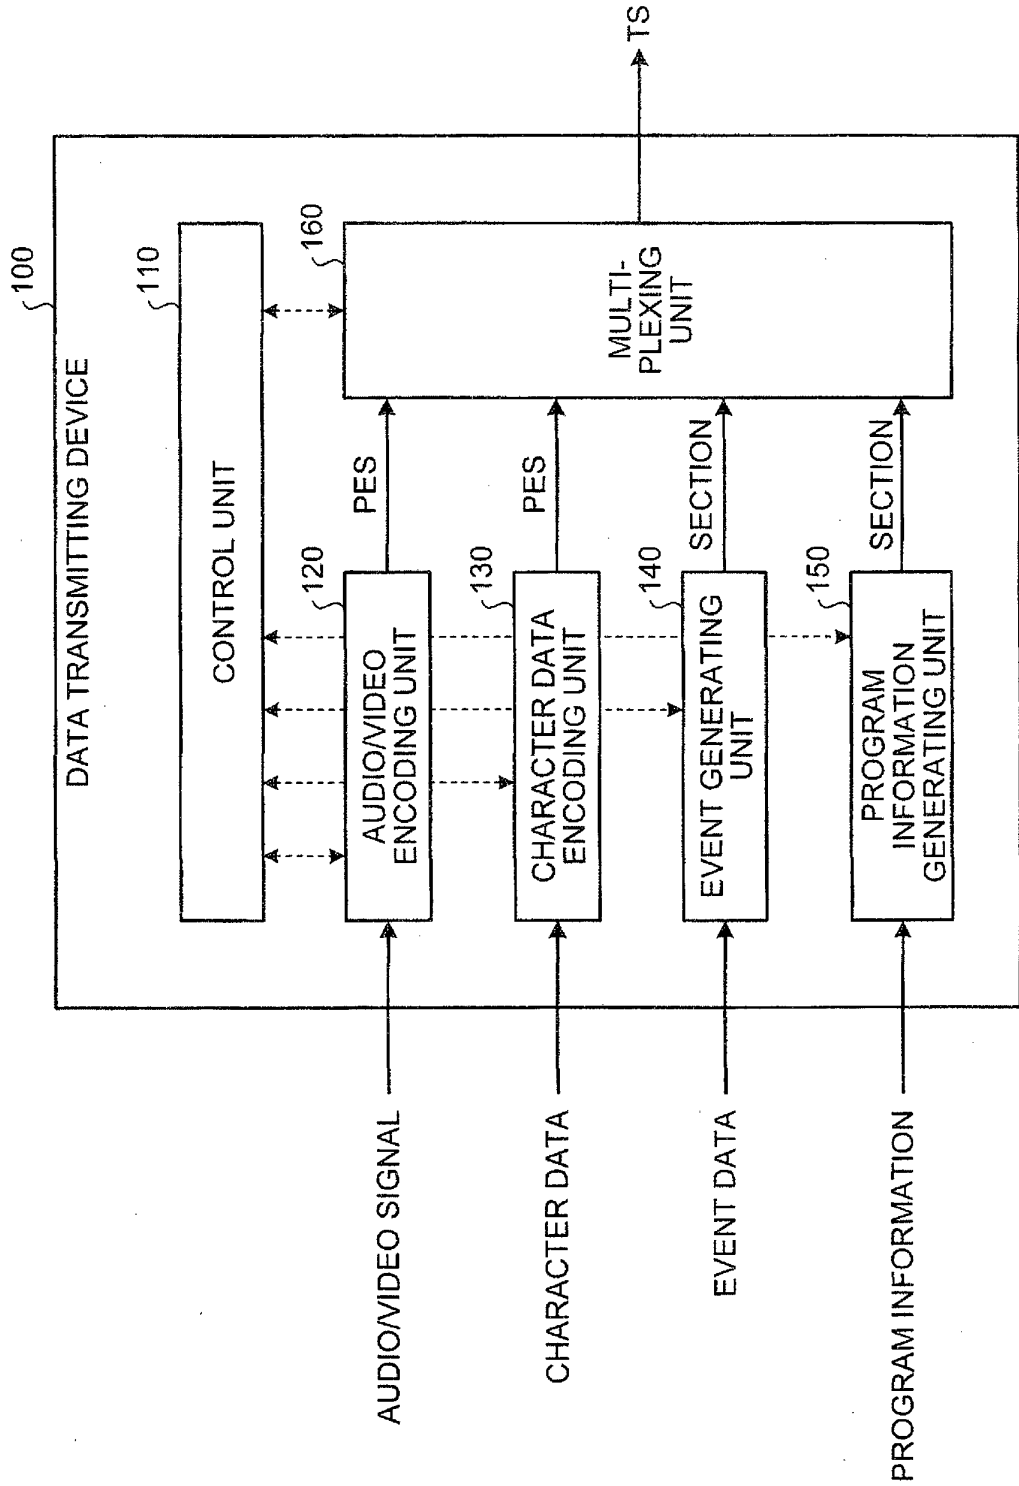 100
DATA TRANSMITTING DEVICE
110
CONTROL UNIT
160
MULTI-
PLEXING
UNIT
TS
AUDIO/VIDEO SIGNAL
120
AUDIO/VIDEO
ENCODING UNIT
PES
CHARACTER DATA
130
CHARACTER DATA
ENCODING UNIT
PES
EVENT DATA
140
EVENT GENERATING
UNIT
SECTION
PROGRAM INFORMATION
150
PROGRAM
INFORMATION
GENERATING UNIT
SECTION